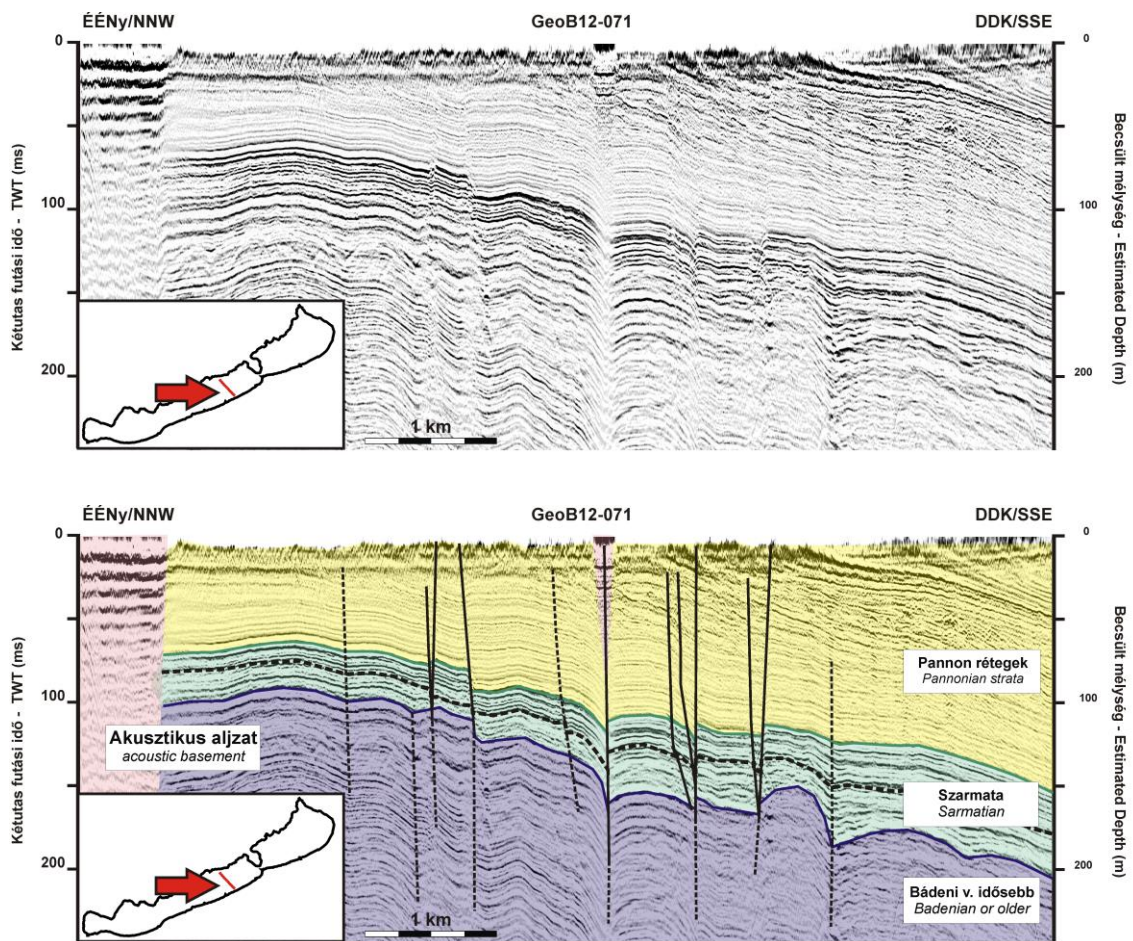 ÉÉNy/NNW
GeoB12-071
DDK/SSE
0
100
200
Kétutas futási idő - TWT (ms)
0
100
200
Becsült mélység - Estimated Depth (m)
1 km
ÉÉNy/NNW
GeoB12-071
DDK/SSE
0
100
200
Kétutas futási idő - TWT (ms)
0
100
200
Becsült mélység - Estimated Depth (m)
Pannon rétegek
Pannonian strata
Akusztikus aljzat
acoustic basement
Szarmata
Sarmatian
Bádeni v. idősebb
Badenian or older
1 km